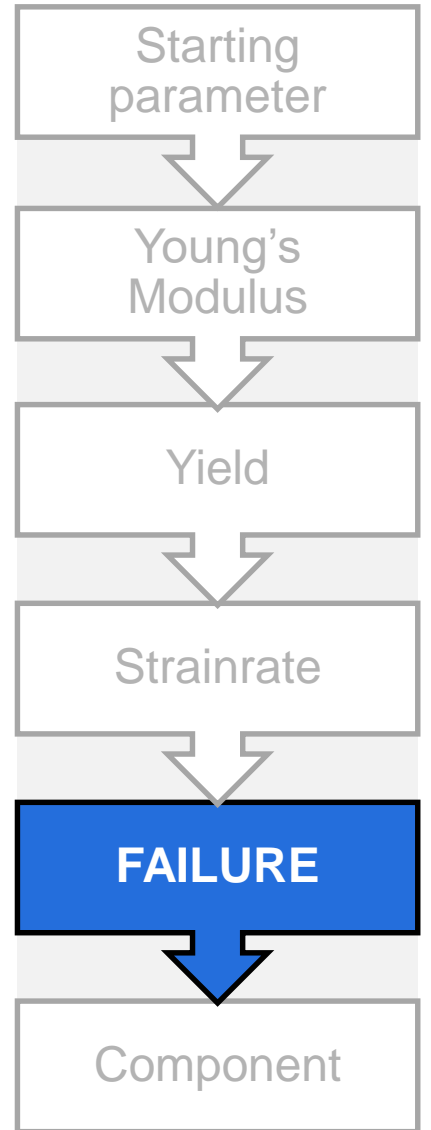 Starting
parameter
Young’s
Modulus
Yield
Strainrate
FAILURE
Component